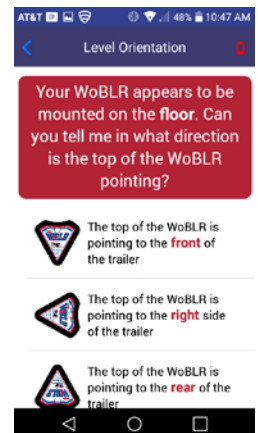 AT&T 48% 10:47 AM
Level Orientation
Your WoBLR appears to be
mounted on the floor. Can
you tell me in what direction
is the top of the WoBLR
pointing?
The top of the WoBLR is
pointing to the front of
the trailer
The top of the WoBLR is
pointing to the right side
of the trailer
The top of the WoBLR is
pointing to the rear of the
trailer